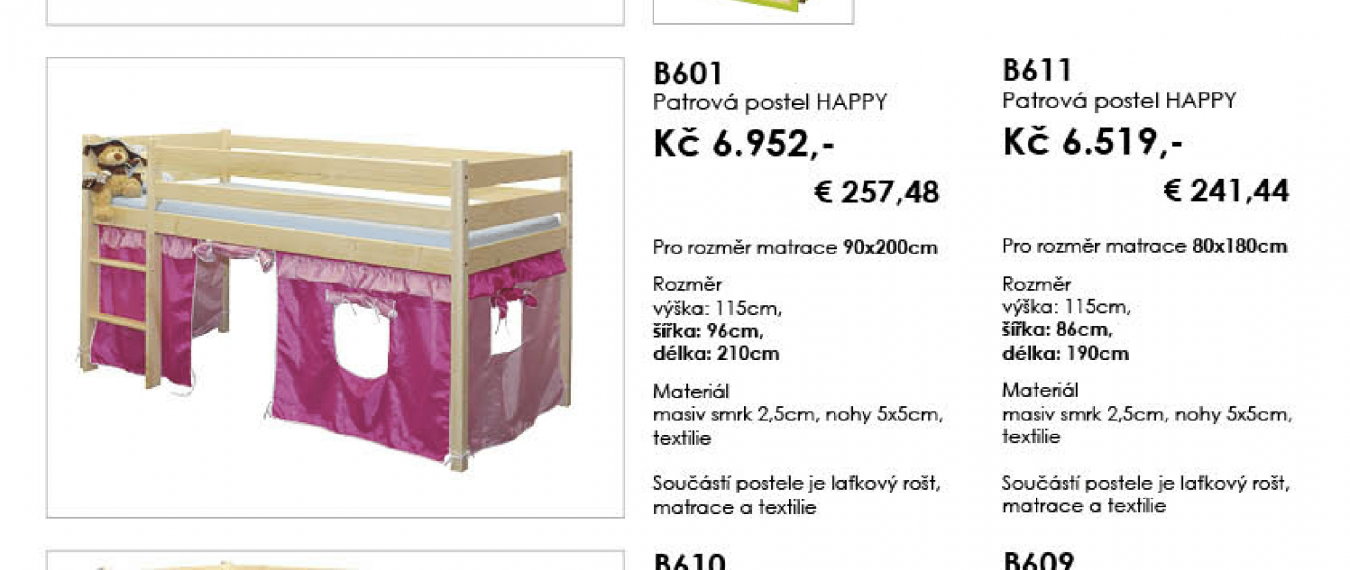 B601
Patrová postel HAPPY
Kč 6.952,-
€ 257,48
Pro rozměr matrace 90x200cm
Rozměr
výška: 115cm,
šířka: 96cm,
délka: 210cm
Materiál
masiv smrk 2,5cm, nohy 5x5cm,
textilie
Součástí postele je laťkový rošt,
matrace a textilie
B611
Patrová postel HAPPY
Kč 6.519,-
€ 241,44
Pro rozměr matrace 80x180cm
Rozměr
výška: 115cm,
šířka: 86cm,
délka: 190cm
Materiál
masiv smrk 2,5cm, nohy 5x5cm,
textilie
Součástí postele je laťkový rošt,
matrace a textilie
B610
B609